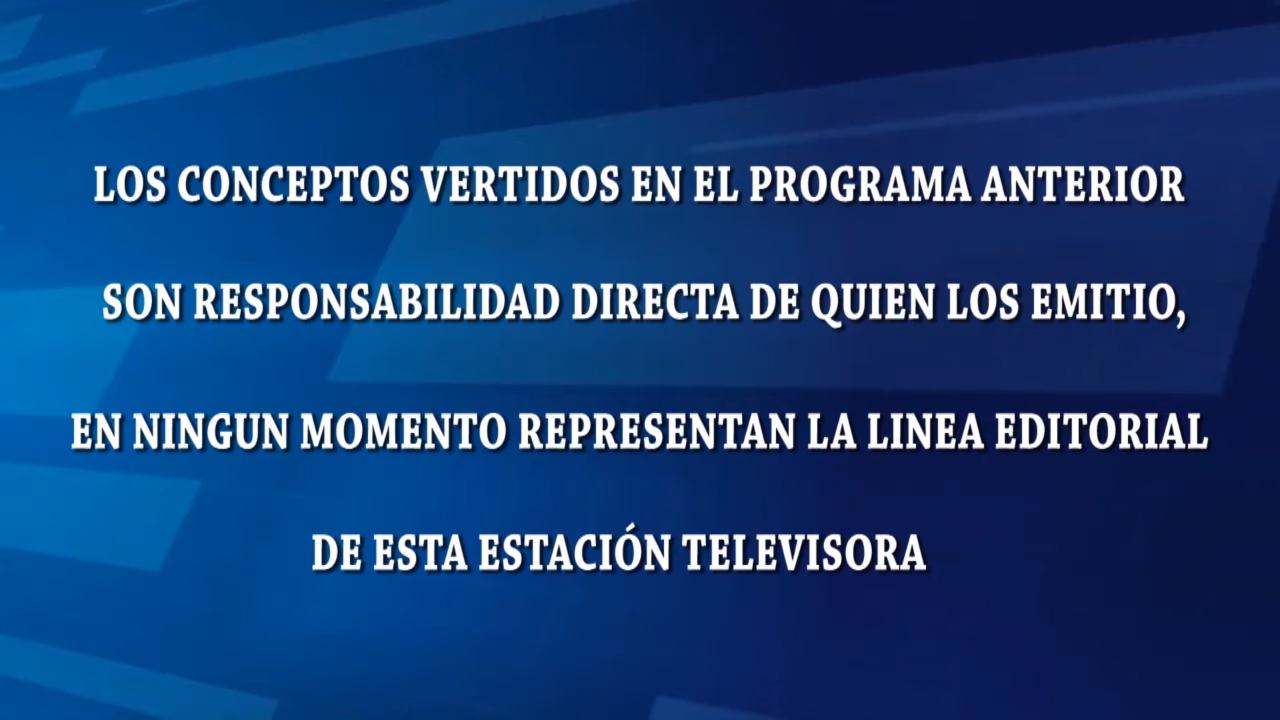 LOS CONCEPTOS VERTIDOS EN EL PROGRAMA ANTERIOR
SON RESPONSABILIDAD DIRECTA DE QUIEN LOS EMITIO,
EN NINGUN MOMENTO REPRESENTAN LA LINEA EDITORIAL
DE ESTA ESTACIÓN TELEVISORA